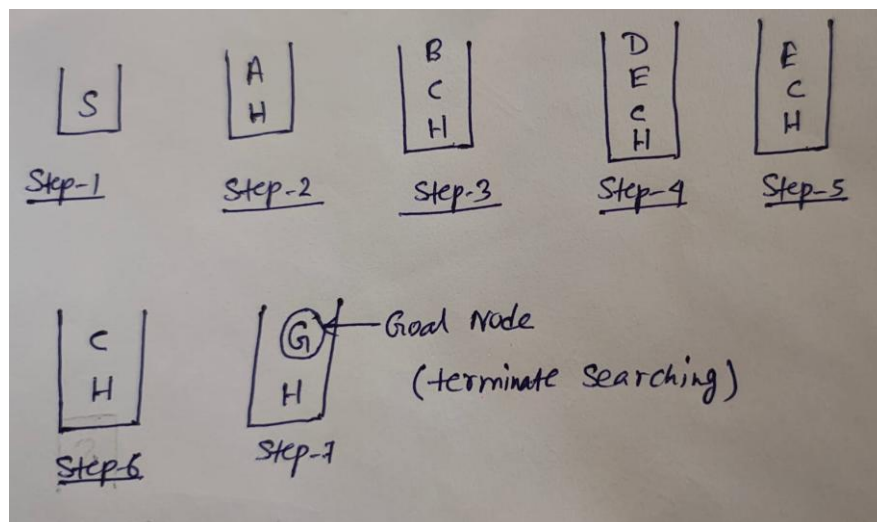 S
Step-1
A
H
Step-2
B
C
H
Step-3
D
E
C
H
Step-4
E
C
H
Step-5
C
H
Step-6
G
H
Step-7
Goal Node
(terminate Searching)